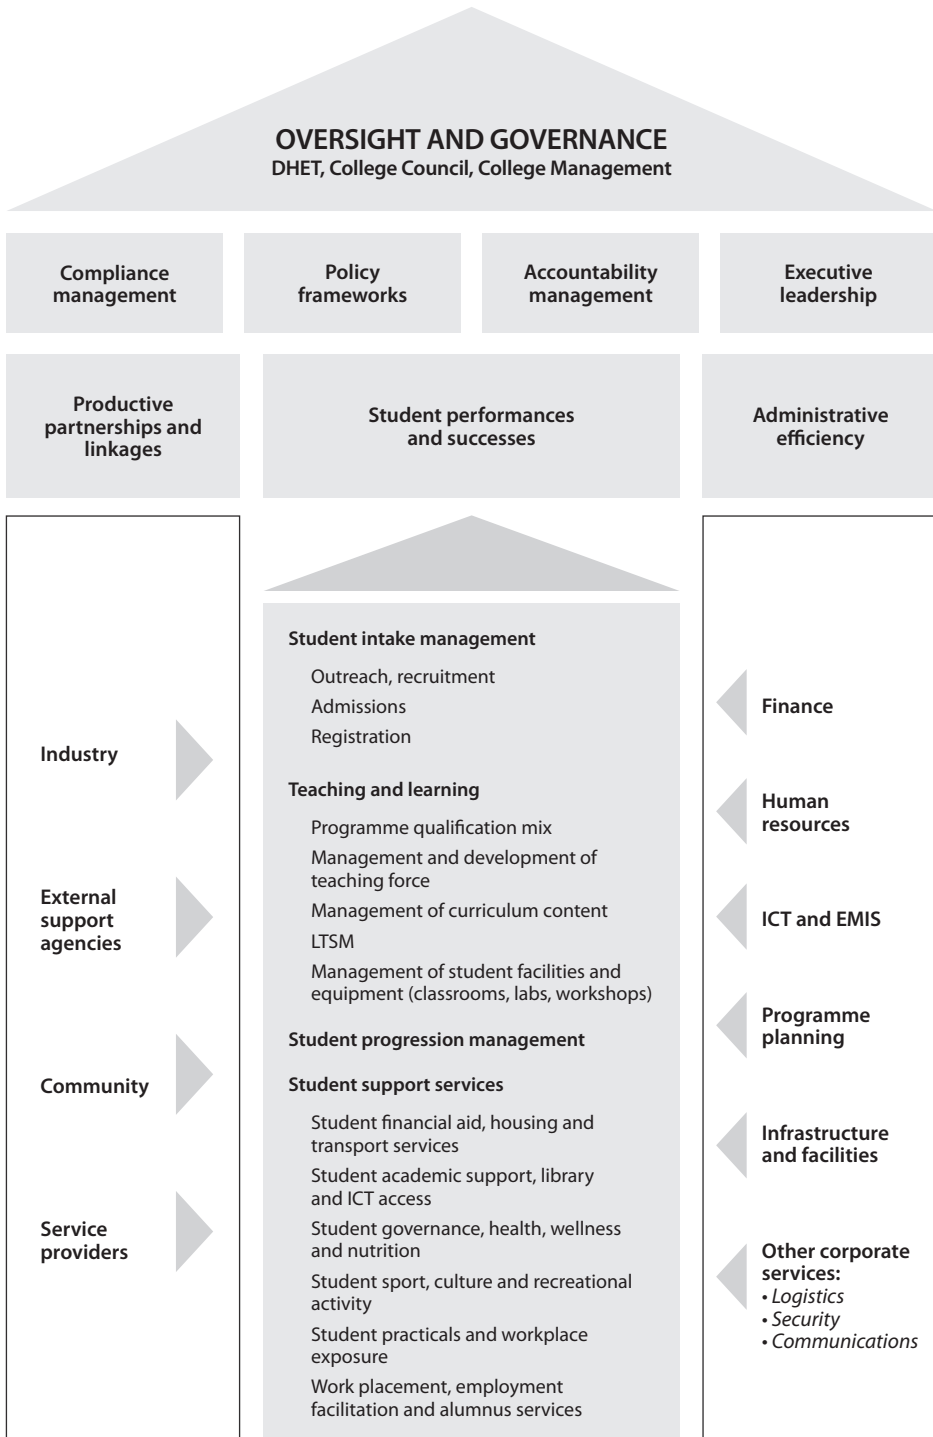 OVERSIGHT AND GOVERNANCE
DHET, College Council, College Management
Compliance
management
Policy
frameworks
Accountability
management
Executive
leadership
Productive
partnerships and
linkages
Student performances
and successes
Administrative
efficiency
Industry
External
support
agencies
Community
Service
providers
Student intake management
Outreach, recruitment
Admissions
Registration
Teaching and learning
Programme qualification mix
Management and development of
teaching force
Management of curriculum content
LTSM
Management of student facilities and
equipment (classrooms, labs, workshops)
Student progression management
Student support services
Student financial aid, housing and
transport services
Student academic support, library
and ICT access
Student governance, health, wellness
and nutrition
Student sport, culture and recreational
activity
Student practicals and workplace
exposure
Work placement, employment
facilitation and alumnus services
Finance
Human
resources
ICT and EMIS
Programme
planning
Infrastructure
and facilities
Other corporate
services:
• Logistics
• Security
• Communications